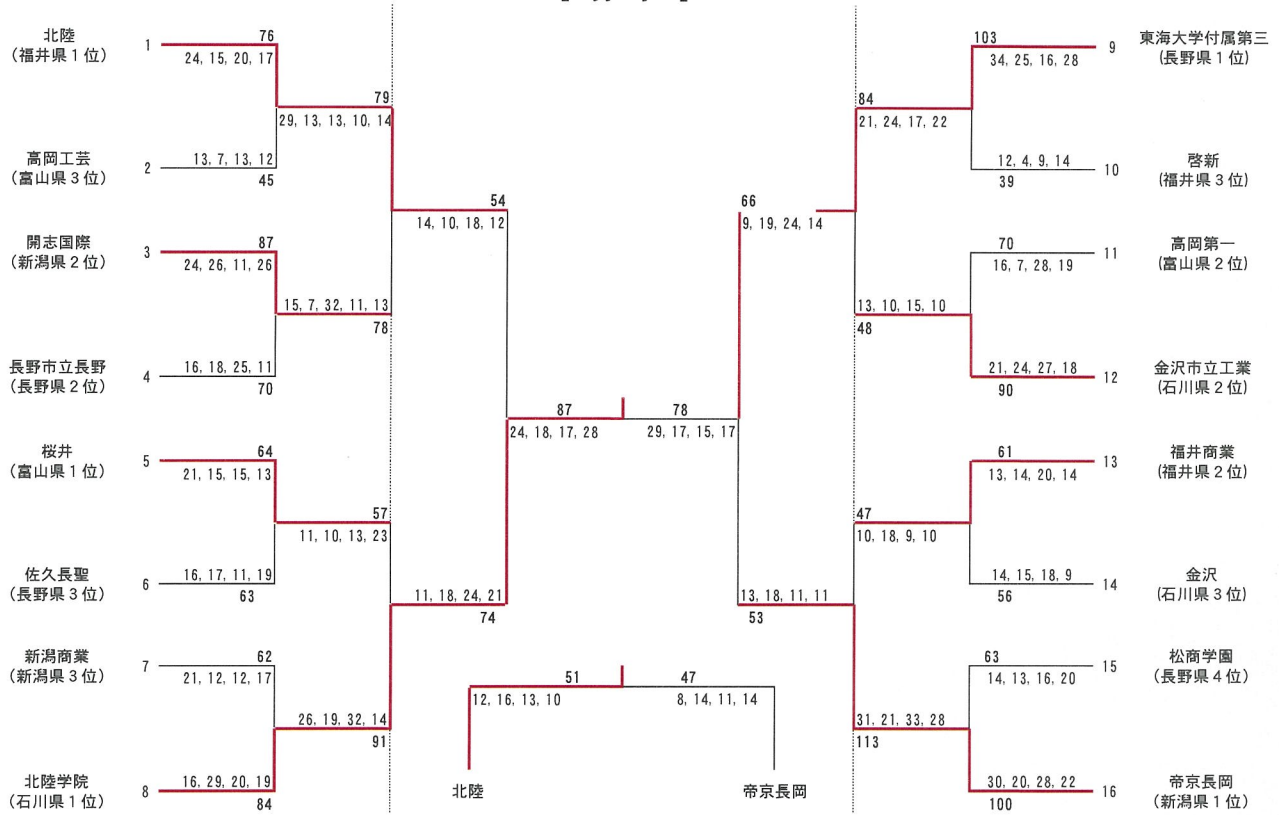 北陸
(福井県1位)
1
76
24, 15, 20, 17
79
29, 13, 13, 10, 14
高岡工芸
(富山県3位)
2
13, 7, 13, 12
45
54
14, 10, 18, 12
開志国際
(新潟県2位)
3
87
24, 26, 11, 26
15, 7, 32, 11, 13
78
長野市立長野
(長野県2位)
4
16, 18, 25, 11
70
87
24, 18, 17, 28
桜井
(富山県1位)
5
64
21, 15, 15, 13
57
11, 10, 13, 23
佐久長聖
(長野県3位)
6
16, 17, 11, 19
63
11, 18, 24, 21
74
新潟商業
(新潟県3位)
7
62
21, 12, 12, 17
26, 19, 32, 14
91
北陸学院
(石川県1位)
8
16, 29, 20, 19
84
51
12, 16, 13, 10
北陸
47
8, 14, 11, 14
帝京長岡
78
29, 17, 15, 17
103
34, 25, 16, 28
9
東海大学付属第三
(長野県1位)
84
21, 24, 17, 22
12, 4, 9, 14
39
10
啓新
(福井県3位)
66
9, 19, 24, 14
70
16, 7, 28, 19
11
高岡第一
(富山県2位)
13, 10, 15, 10
48
21, 24, 27, 18
90
12
金沢市立工業
(石川県2位)
61
13, 14, 20, 14
13
福井商業
(福井県2位)
47
10, 18, 9, 10
14, 15, 18, 9
56
14
金沢
(石川県3位)
13, 18, 11, 11
53
63
14, 13, 16, 20
15
松商学園
(長野県4位)
31, 21, 33, 28
113
30, 20, 28, 22
100
16
帝京長岡
(新潟県1位)